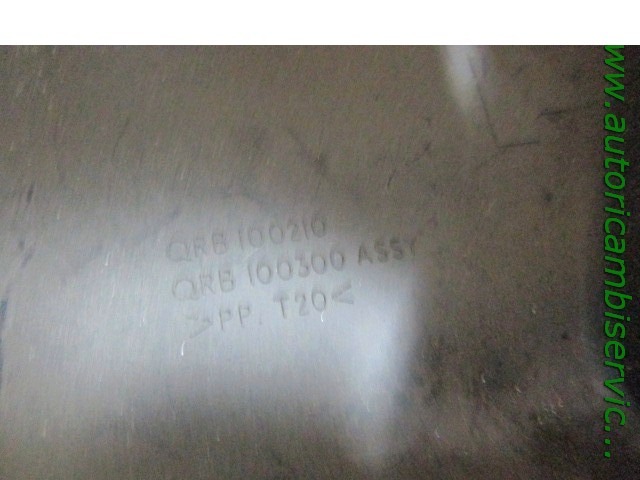 QRB 100210
QRB 100300 ASSY
>PP. T20<
www.autoricambiservic...